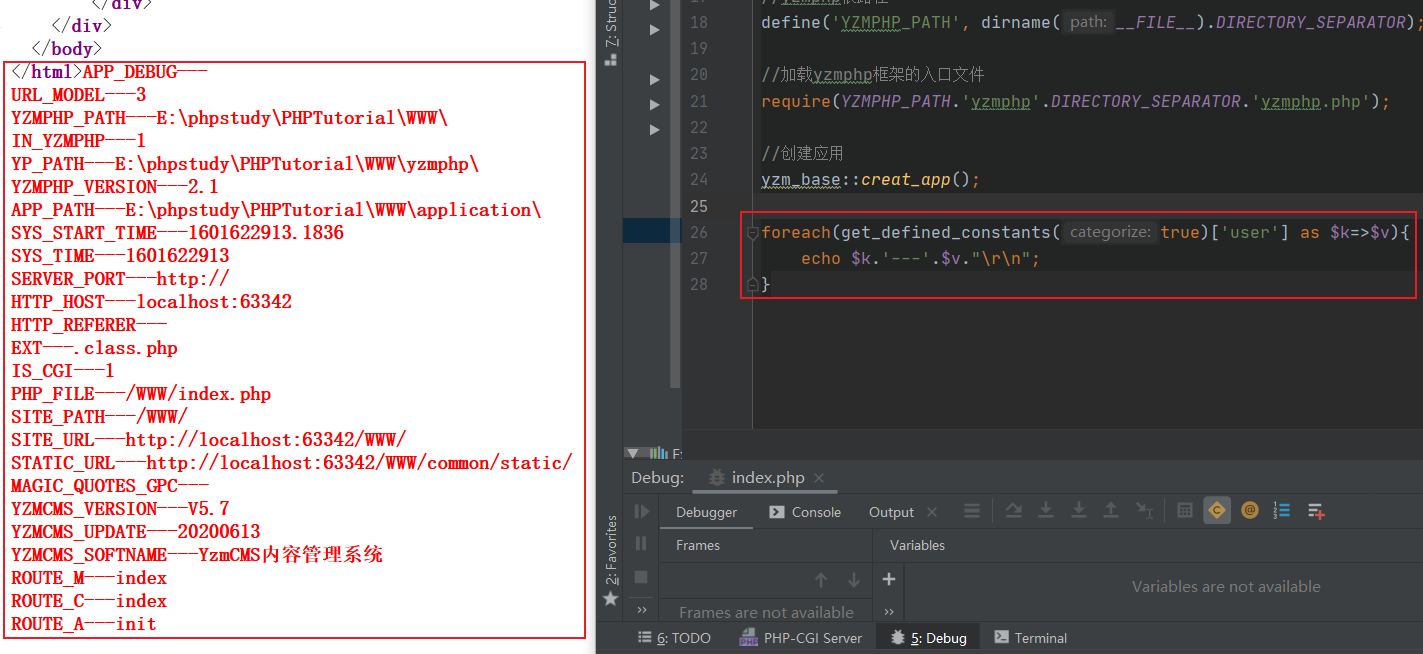 </div>
</div>
</body>
</html>APP_DEBUG---
URL_MODEL---3
YZMPHP_PATH---E:\phpstudy\PHPTutorial\WWW\
IN_YZMPHP---1
YP_PATH---E:\phpstudy\PHPTutorial\WWW\yzmphp\
YZMPHP_VERSION---2.1
APP_PATH---E:\phpstudy\PHPTutorial\WWW\application\
SYS_START_TIME---1601622913.1836
SYS_TIME---1601622913
SERVER_PORT---http://
HTTP_HOST---localhost:63342
HTTP_REFERER---
EXT---.class.php
IS_CGI---1
PHP_FILE---/WWW/index.php
SITE_PATH---/WWW/
SITE_URL---http://localhost:63342/WWW/
STATIC_URL---http://localhost:63342/WWW/common/static/
MAGIC_QUOTES_GPC---
YZMCMS_VERSION---V5.7
YZMCMS_UPDATE---20200613
YZMCMS_SOFTNAME---YzmCMS内容管理系统
ROUTE_M---index
ROUTE_C---index
ROUTE_A---init
18 define('YZMPHP_PATH', dirname( path: __FILE__).DIRECTORY_SEPARATOR);
19
20 //加载yzmphp框架的入口文件
21 require(YZMPHP_PATH.'yzmphp'.DIRECTORY_SEPARATOR.'yzmphp.php');
22
23 //创建应用
24 yzm_base::creat_app();
25
26 foreach(get_defined_constants( categorize: true)['user'] as $k=>$v){
27 echo $k.'---'.$v."\r\n";
28 }
Debug: index.php
Debugger Console Output
Frames Variables
Variables are not available
Frames are not available
2: Favorites
6: TODO PHP-CGI Server 5: Debug Terminal